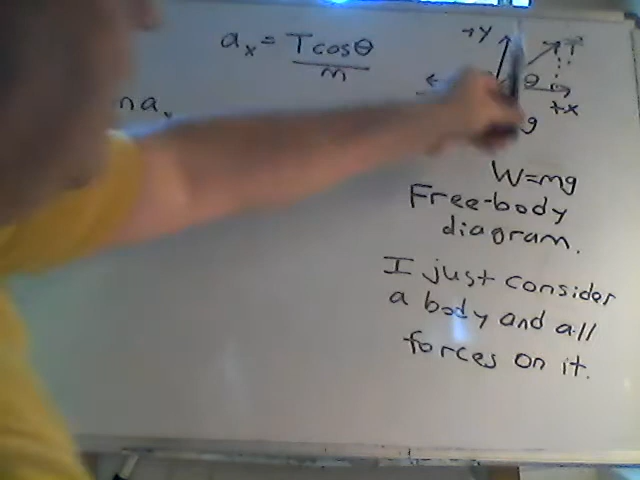 ax = Tcosθ
m
na
+Y
T
θ
+x
g
W=mg
Free-body
diagram.
I just consider
a body and all
forces on it.